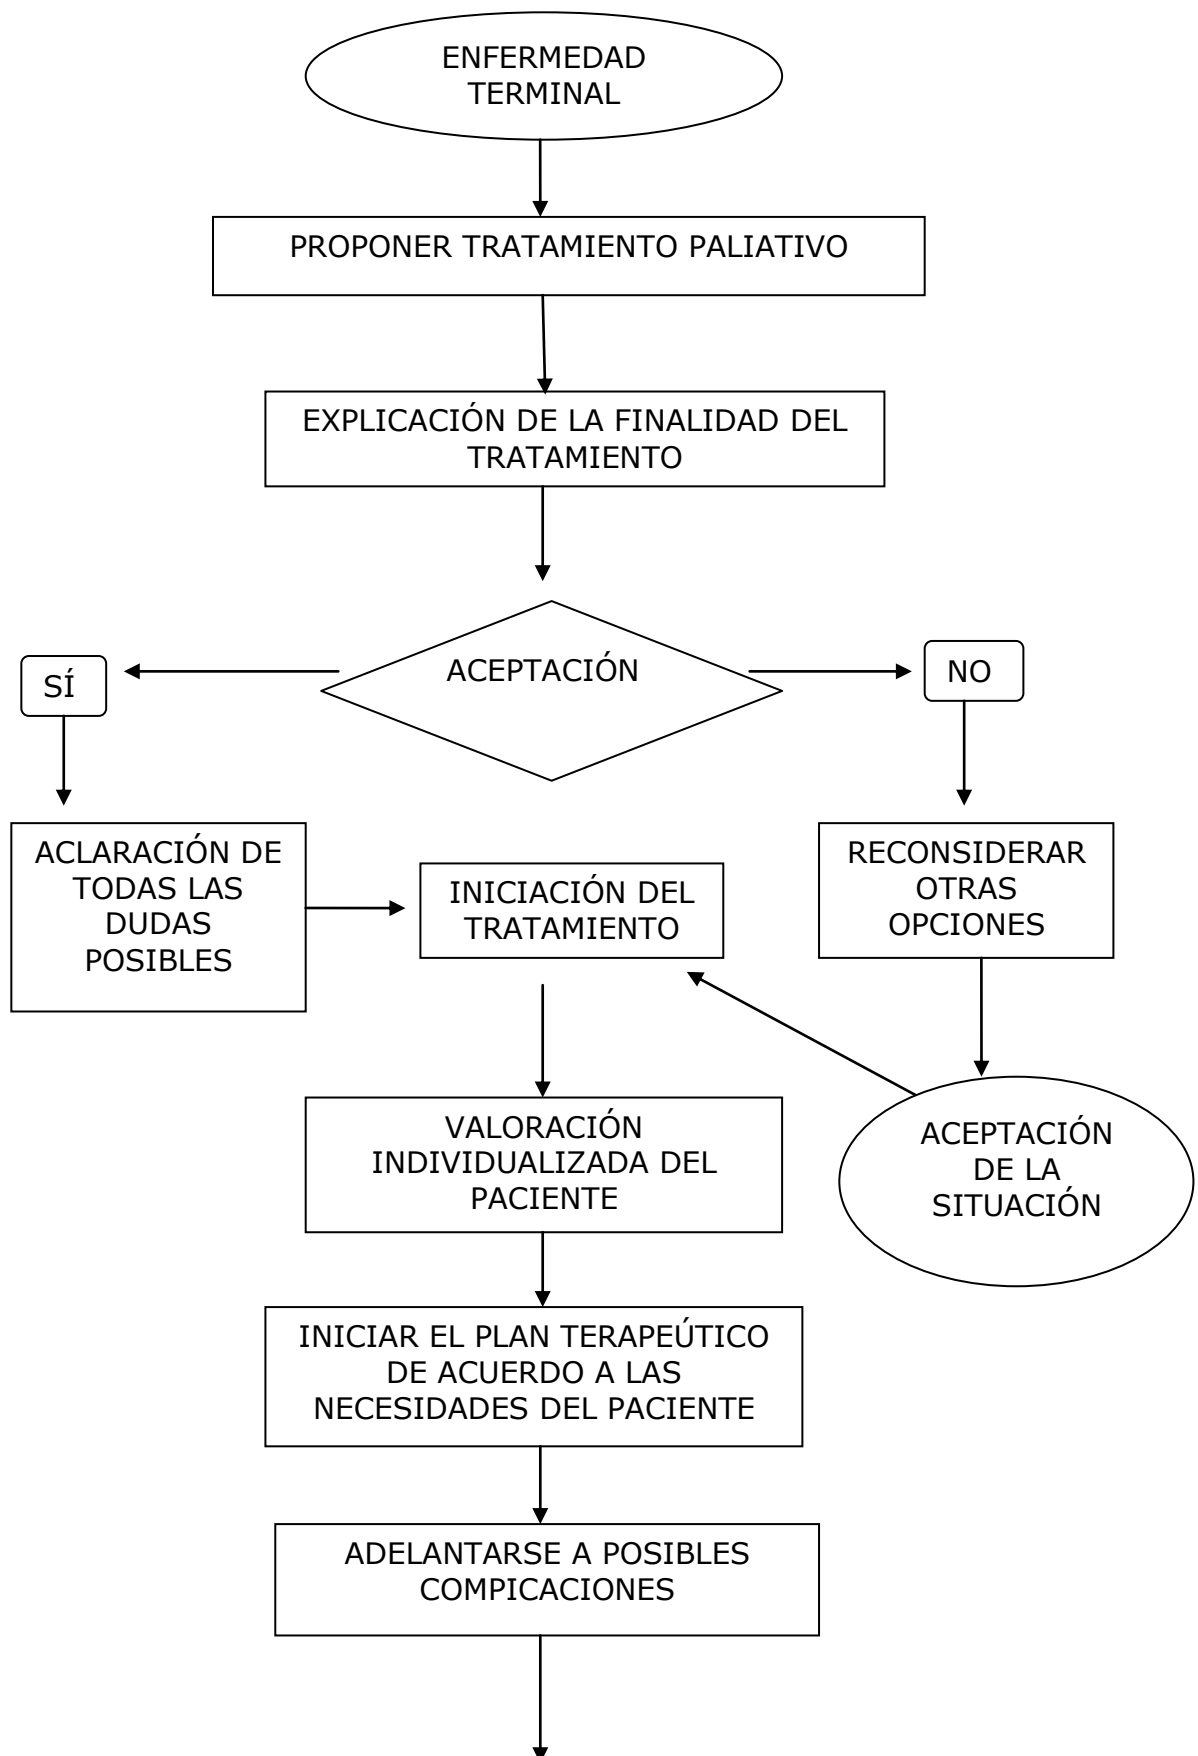 ENFERMEDAD
TERMINAL
PROPONER TRATAMIENTO PALIATIVO
EXPLICACIÓN DE LA FINALIDAD DEL
TRATAMIENTO
ACEPTACIÓN
SÍ
NO
ACLARACIÓN DE
TODAS LAS
DUDAS
POSIBLES
INICIACIÓN DEL
TRATAMIENTO
RECONSIDERAR
OTRAS
OPCIONES
ACEPTACIÓN
DE LA
SITUACIÓN
VALORACIÓN
INDIVIDUALIZADA DEL
PACIENTE
INICIAR EL PLAN TERAPEÚTICO
DE ACUERDO A LAS
NECESIDADES DEL PACIENTE
ADELANTARSE A POSIBLES
COMPICACIONES